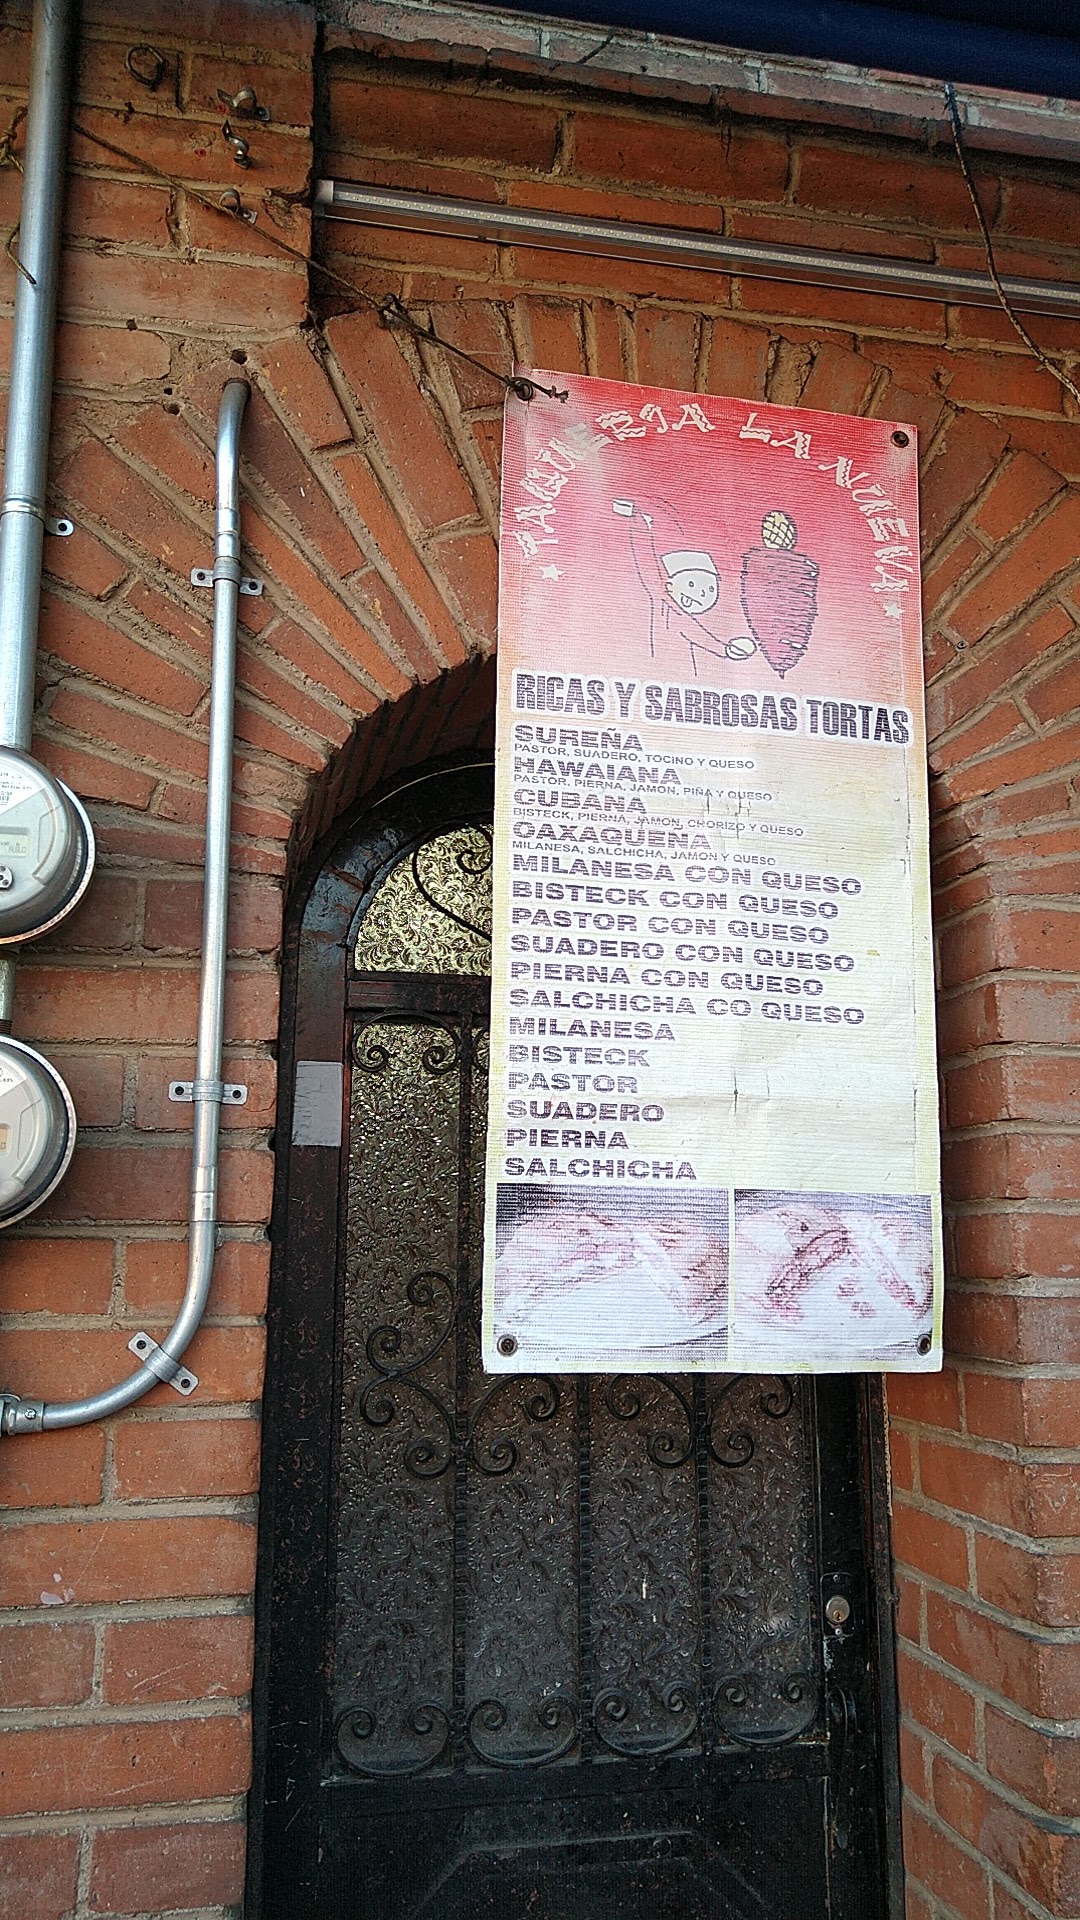 TAQUERIA LA NUEVA
RICAS Y SABROSAS TORTAS
SUREÑA
PASTOR, SUADERO, TOCINO Y QUESO
HAWAIANA
PASTOR, PIERNA, JAMON, PIÑA Y QUESO
CUBANA
BISTECK, PIERNA, JAMON, CHORIZO Y QUESO
OAXAQUEÑA
MILANESA, SALCHICHA, JAMON Y QUESO
MILANESA CON QUESO
BISTECK CON QUESO
PASTOR CON QUESO
SUADERO CON QUESO
PIERNA CON QUESO
SALCHICHA CO QUESO
MILANESA
BISTECK
PASTOR
SUADERO
PIERNA
SALCHICHA